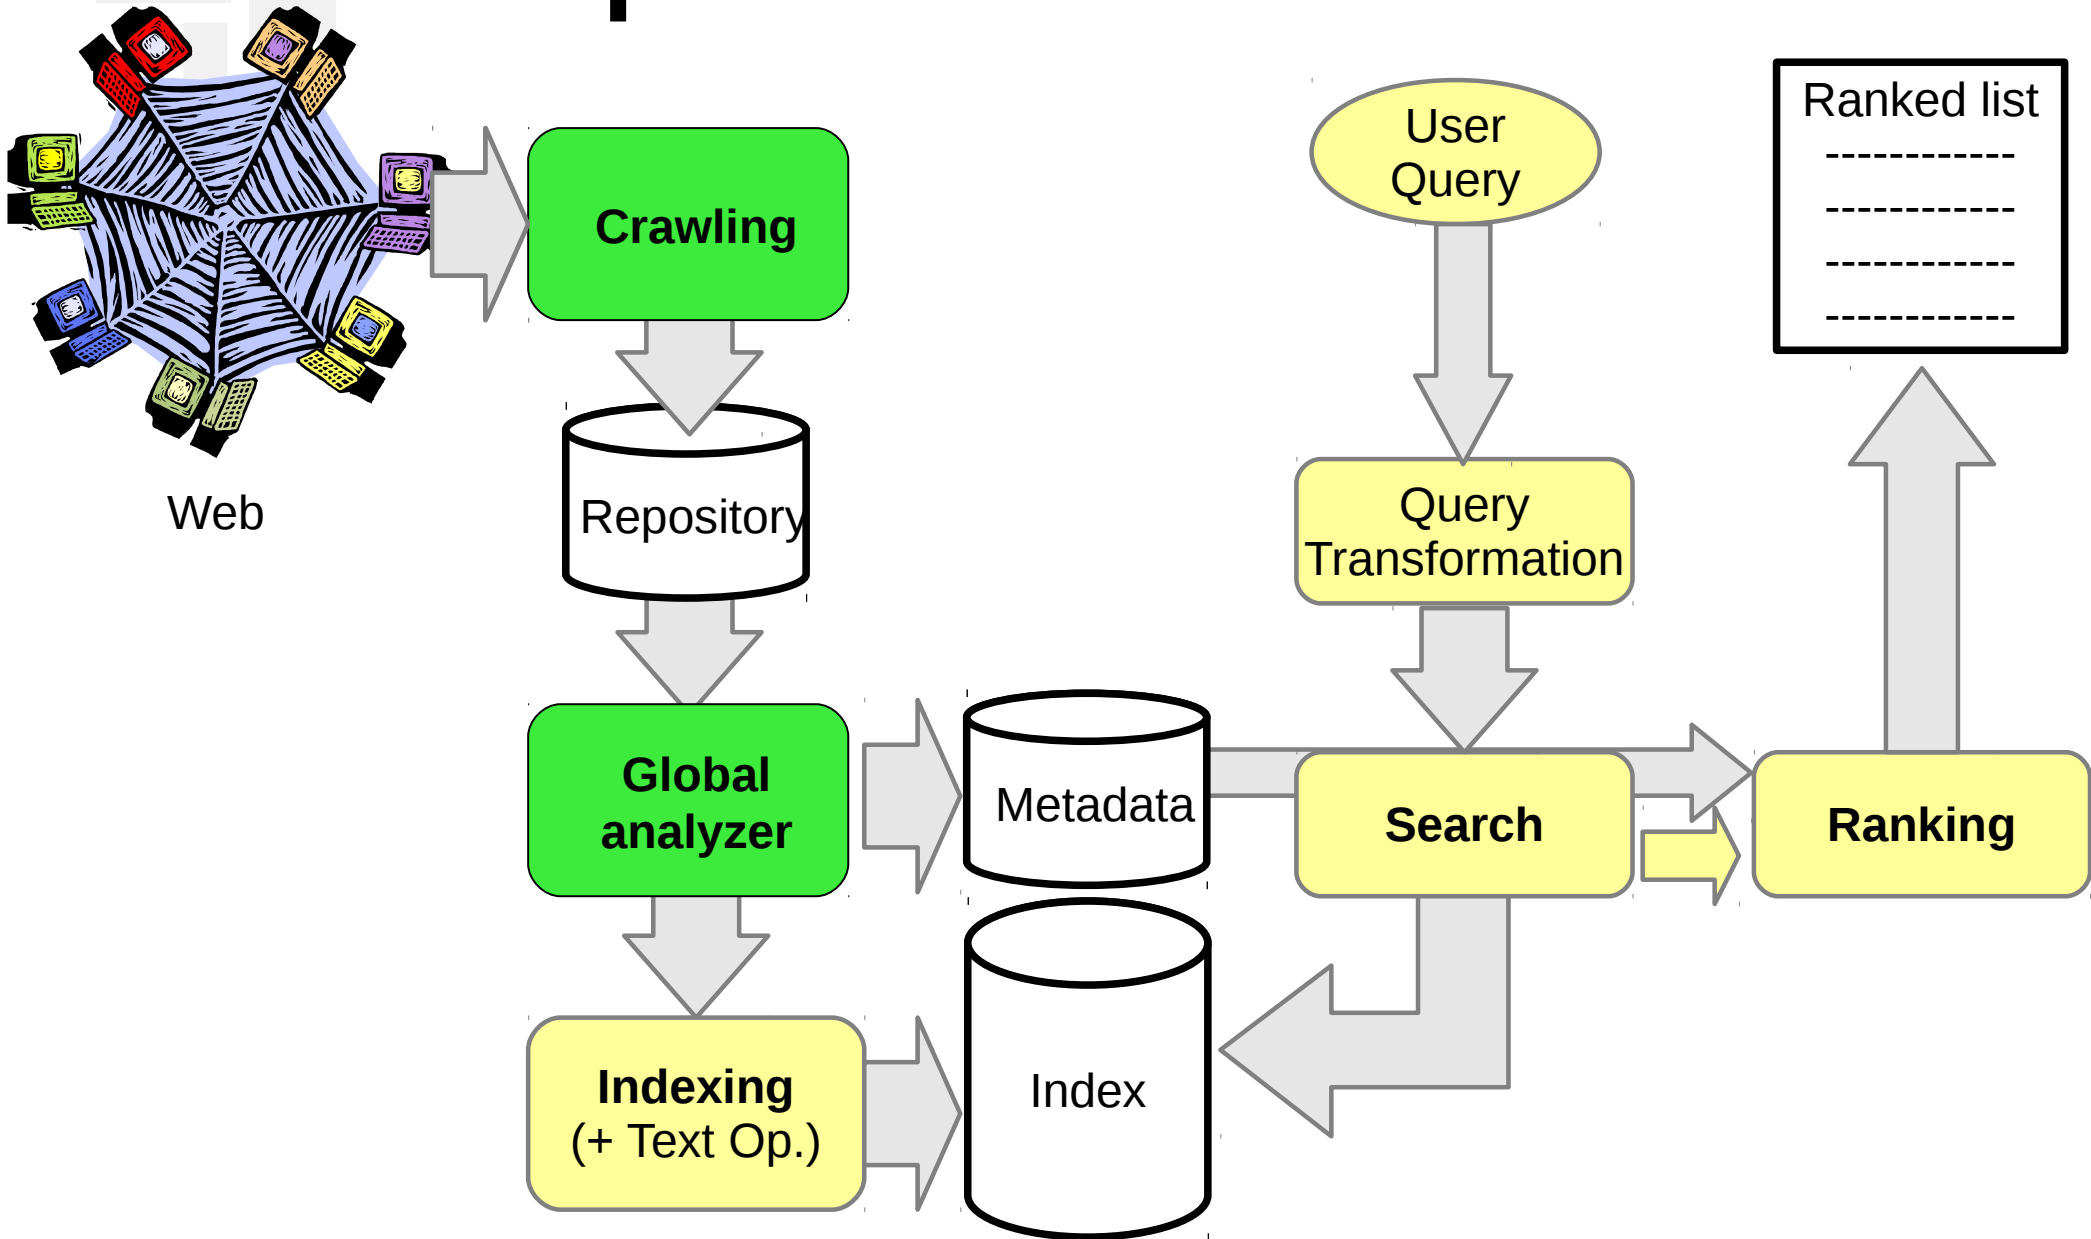 Web
Crawling
Repository
Global
analyzer
Indexing
(+ Text Op.)
Metadata
Index
User
Query
Query
Transformation
Search
Ranking
Ranked list
------------
------------
------------
------------